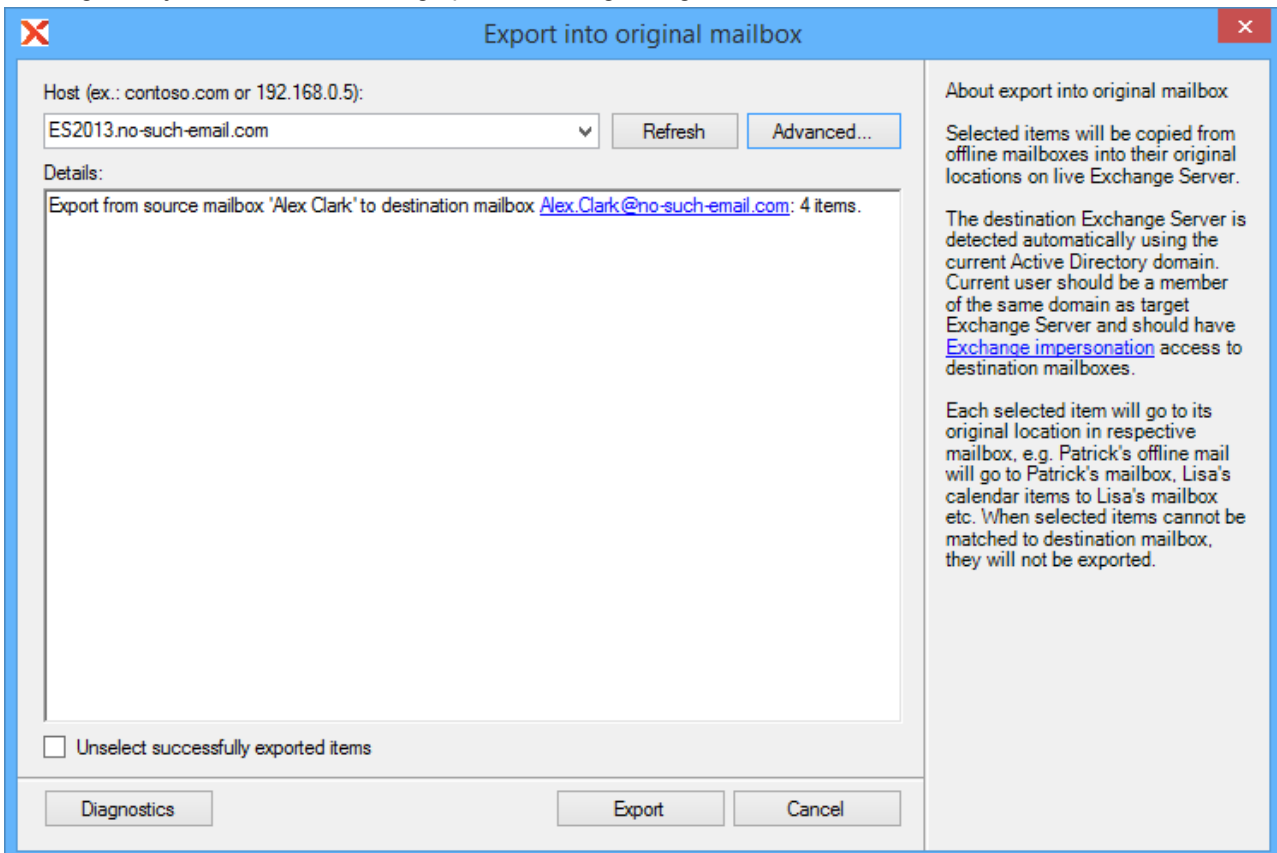 Export into original mailbox
Host (ex.: contoso.com or 192.168.0.5):
ES2013.no-such-email.com
Refresh
Advanced...
Details:
Export from source mailbox 'Alex Clark' to destination mailbox Alex.Clark@no-such-email.com: 4 items.
Unselect successfully exported items
Diagnostics
Export
Cancel
About export into original mailbox
Selected items will be copied from
offline mailboxes into their original
locations on live Exchange Server.
The destination Exchange Server is
detected automatically using the
current Active Directory domain.
Current user should be a member
of the same domain as target
Exchange Server and should have
Exchange impersonation access to
destination mailboxes.
Each selected item will go to its
original location in respective
mailbox, e.g. Patrick's offline mail
will go to Patrick's mailbox, Lisa's
calendar items to Lisa's mailbox
etc. When selected items cannot be
matched to destination mailbox,
they will not be exported.